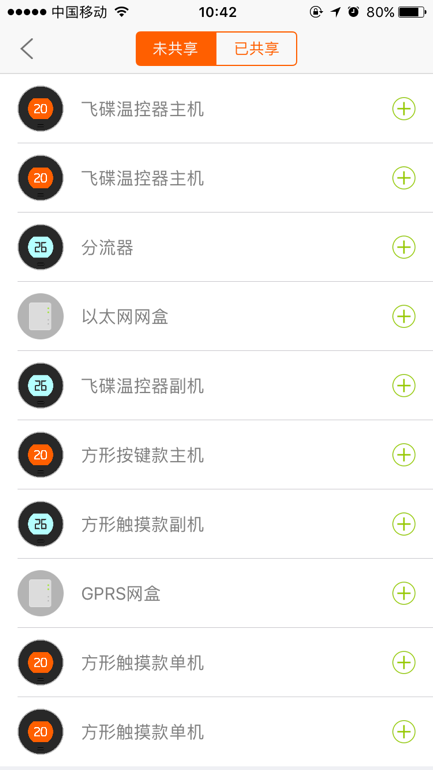 中国移动 10:42 80%
未共享 已共享
20 飞碟温控器主机
20 飞碟温控器主机
26 分流器
以太网网盒
26 飞碟温控器副机
20 方形按键款主机
26 方形触摸款副机
GPRS网盒
20 方形触摸款单机
20 方形触摸款单机